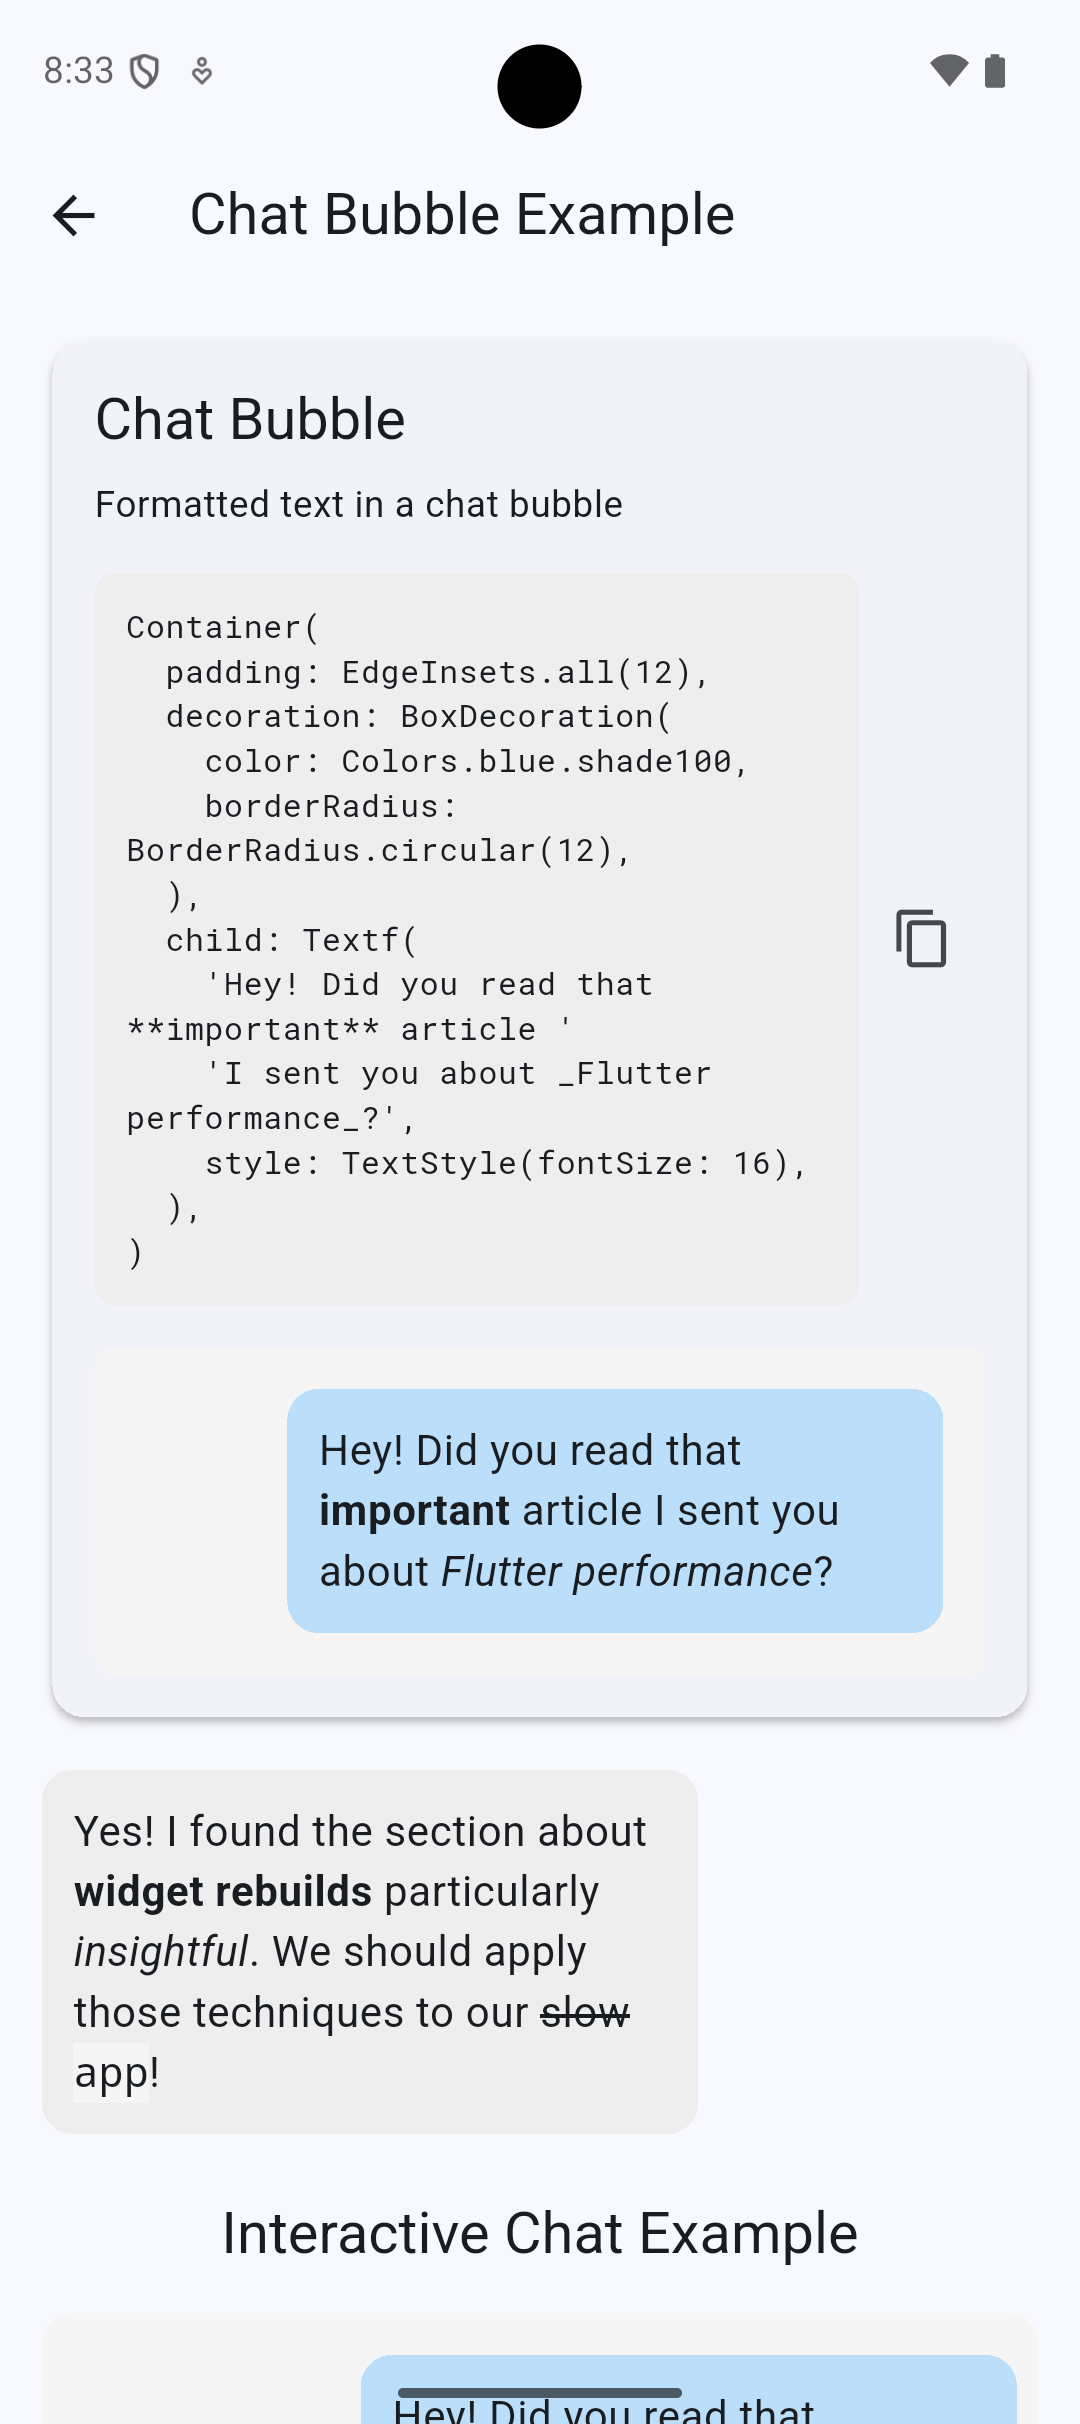 8:33
Chat Bubble Example
Chat Bubble
Formatted text in a chat bubble
Container(
  padding: EdgeInsets.all(12),
  decoration: BoxDecoration(
    color: Colors.blue.shade100,
    borderRadius:
BorderRadius.circular(12),
  ),
  child: Textf(
    'Hey! Did you read that
**important** article '
    'I sent you about _Flutter
performance_?',
    style: TextStyle(fontSize: 16),
  ),
)
Hey! Did you read that
important article I sent you
about Flutter performance?
Yes! I found the section about
widget rebuilds particularly
insightful. We should apply
those techniques to our slow
app!
Interactive Chat Example
Hey! Did you read that